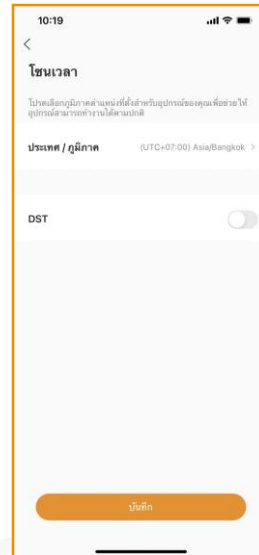 10:19
โซนเวลา
โปรดเลือกภูมิภาคตำแหน่งที่ตั้งสำหรับอุปกรณ์ของคุณเพื่อช่วย ให้
อุปกรณ์สามารถทำงานได้ตามปกติ
ประเทศ / ภูมิภาค (UTC+07:00) Asia/Bangkok >
DST
บันทึก